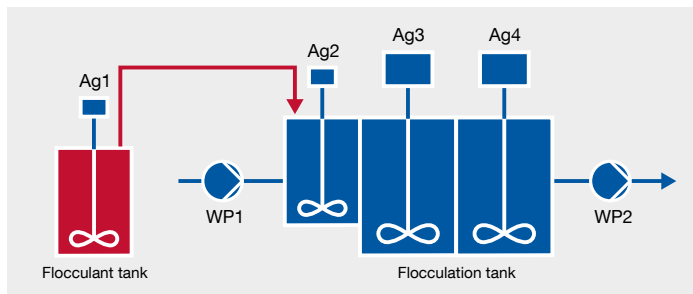 Ag1
Ag2
Ag3
Ag4
WP1
WP2
Flocculant tank
Flocculation tank